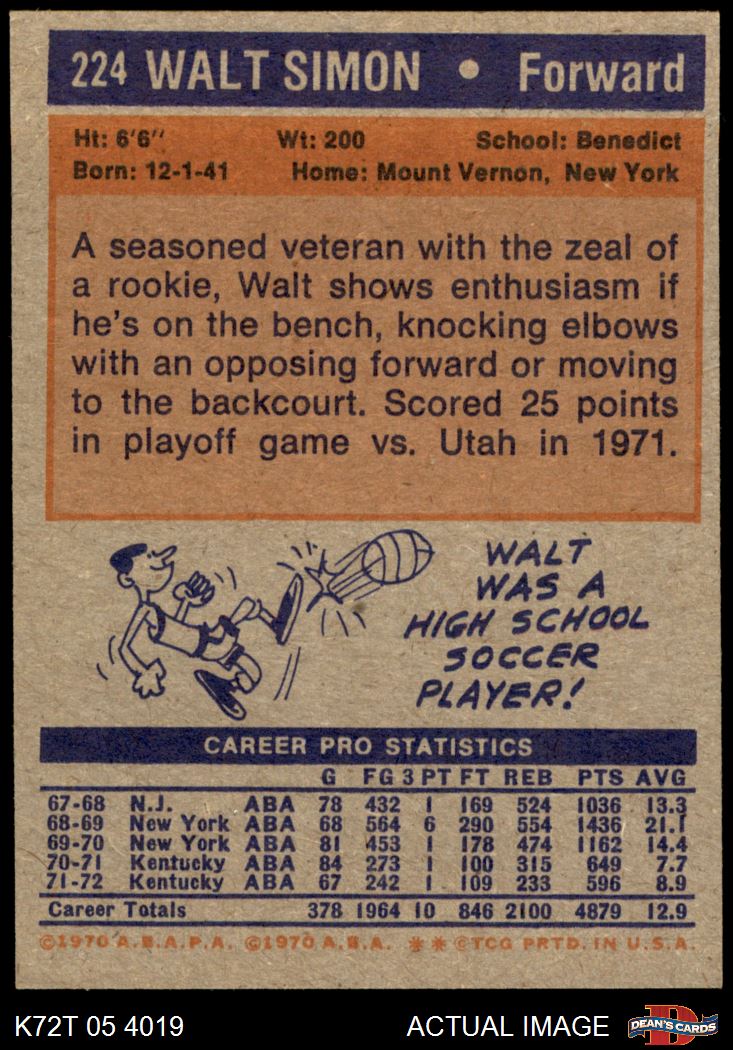 224 WALT SIMON • Forward
Ht: 6'6" Wt: 200 School: Benedict
Born: 12-1-41 Home: Mount Vernon, New York
A seasoned veteran with the zeal of
a rookie, Walt shows enthusiasm if
he's on the bench, knocking elbows
with an opposing forward or moving
to the backcourt. Scored 25 points
in playoff game vs. Utah in 1971.
WALT
WAS A
HIGH SCHOOL
SOCCER
PLAYER!
CAREER PRO STATISTICS
G FG 3 PT FT REB PTS AVG
67-68 N.J. ABA 78 432 1 169 524 1036 13.3
68-69 New York ABA 68 564 6 290 554 1436 21.1
69-70 New York ABA 81 453 1 178 474 1162 14.4
70-71 Kentucky ABA 84 273 1 100 315 649 7.7
71-72 Kentucky ABA 67 242 1 109 233 596 8.9
Career Totals 378 1964 10 846 2100 4879 12.9
©1970 A.B.A.P.A. ©1970 A.B.A. ** ©TCG PRTD. IN U.S.A.
K72T 05 4019 ACTUAL IMAGE D DEAN'S CARDS